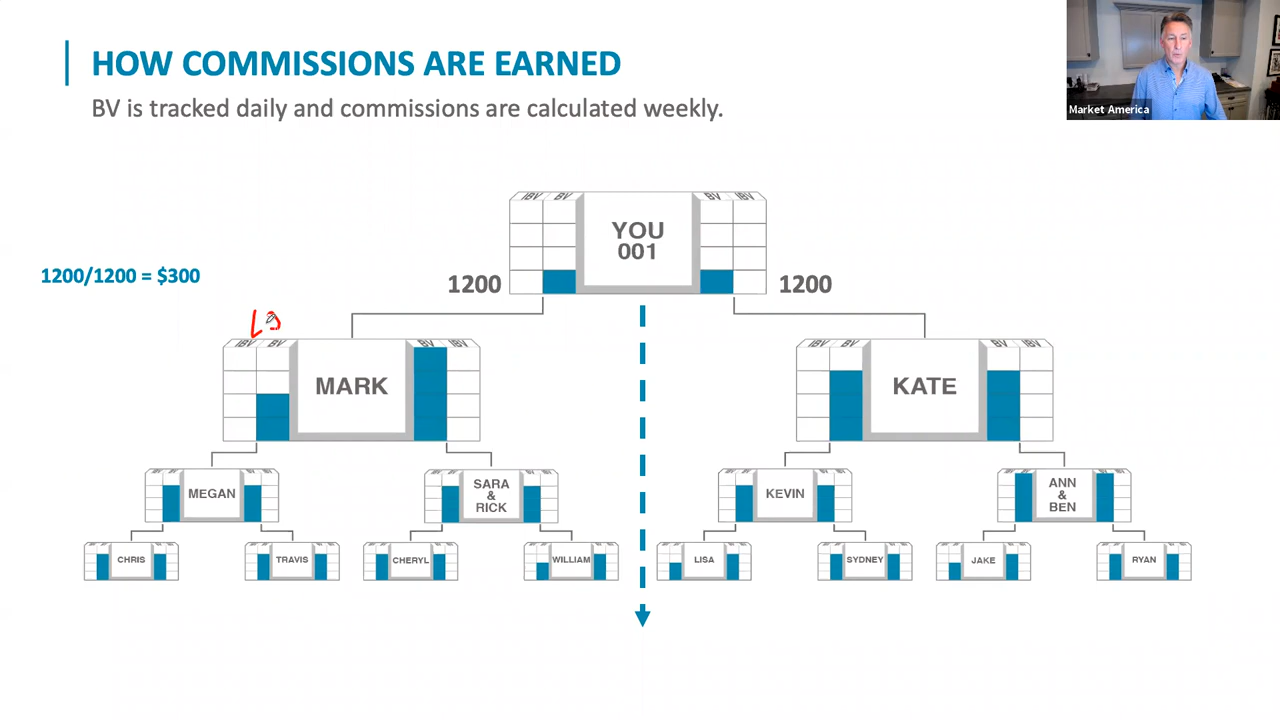 HOW COMMISSIONS ARE EARNED
BV is tracked daily and commissions are calculated weekly.
Market America
IBV BV BV IBV
YOU
001
1200/1200 = $300
1200
1200
IBV BV BV IBV
MARK
IBV BV BV IBV
KATE
MEGAN
SARA
&
RICK
KEVIN
ANN
&
BEN
CHRIS
TRAVIS
CHERYL
WILLIAM
LISA
SYDNEY
JAKE
RYAN